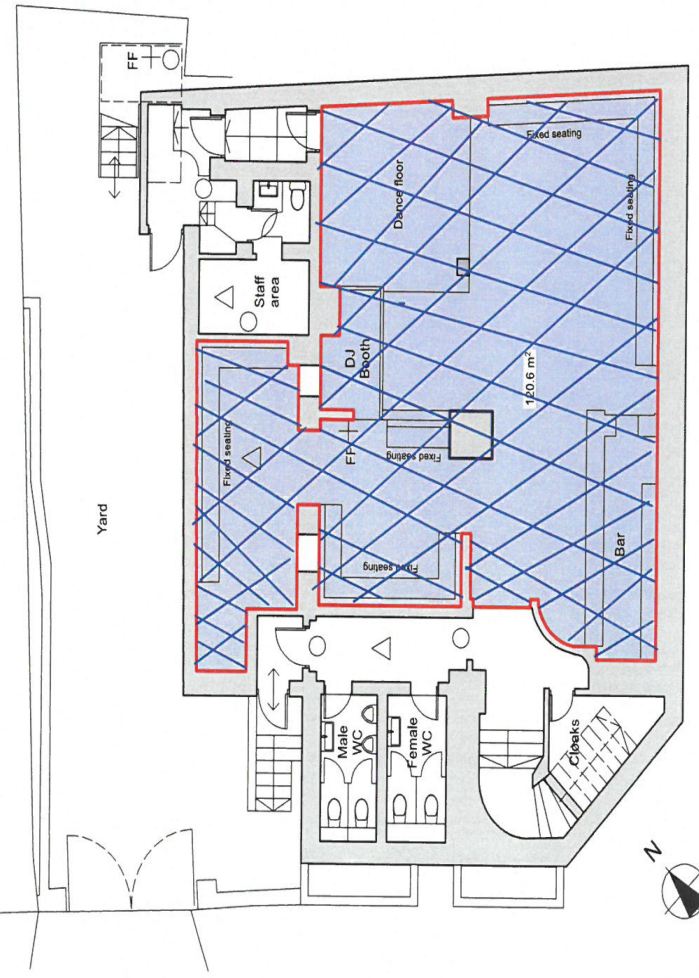 FF
Fixed seating
Dance floor
Fixed seating
Staff
area
DJ
Booth
120.6 m²
Fixed seating
FP
Fixed seating
Yard
Bar
Fixed seating
Male
WC
Female
WC
Cloaks
N